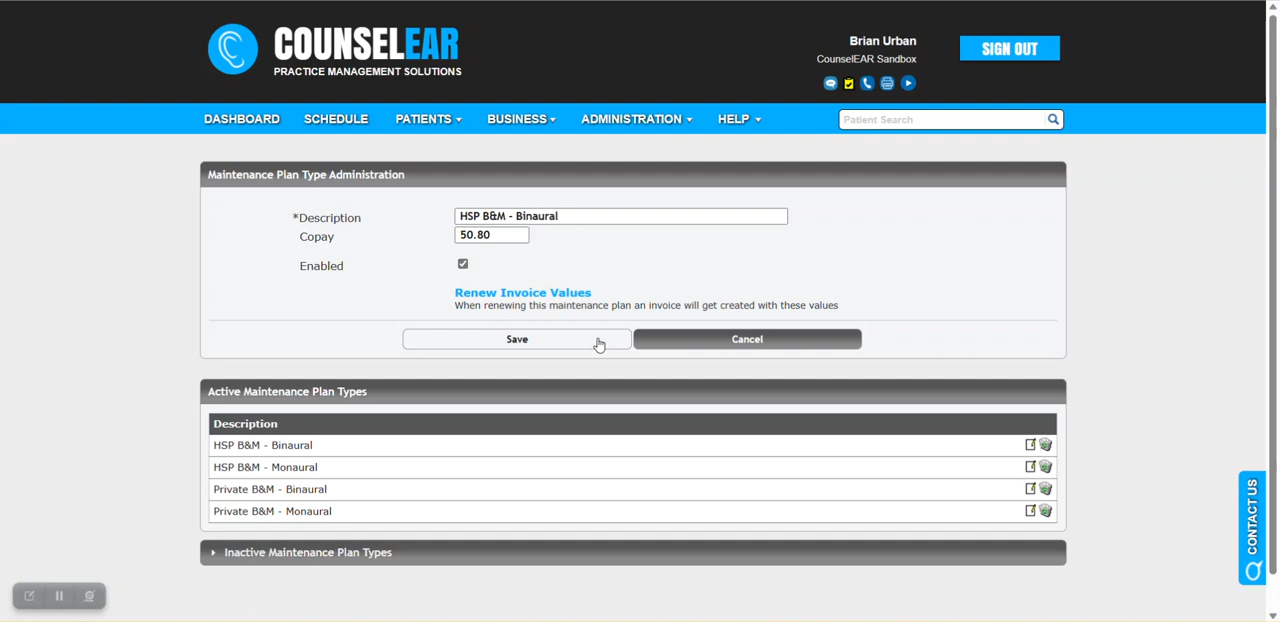 COUNSELEAR
PRACTICE MANAGEMENT SOLUTIONS
Brian Urban
CounselEAR Sandbox
SIGN OUT
DASHBOARD SCHEDULE PATIENTS BUSINESS ADMINISTRATION HELP Patient Search
Maintenance Plan Type Administration
*Description HSP B&M - Binaural
Copay 50.80
Enabled
Renew Invoice Values
When renewing this maintenance plan an invoice will get created with these values
Save Cancel
Active Maintenance Plan Types
Description
HSP B&M - Binaural
HSP B&M - Monaural
Private B&M - Binaural
Private B&M - Monaural
Inactive Maintenance Plan Types
CONTACT US